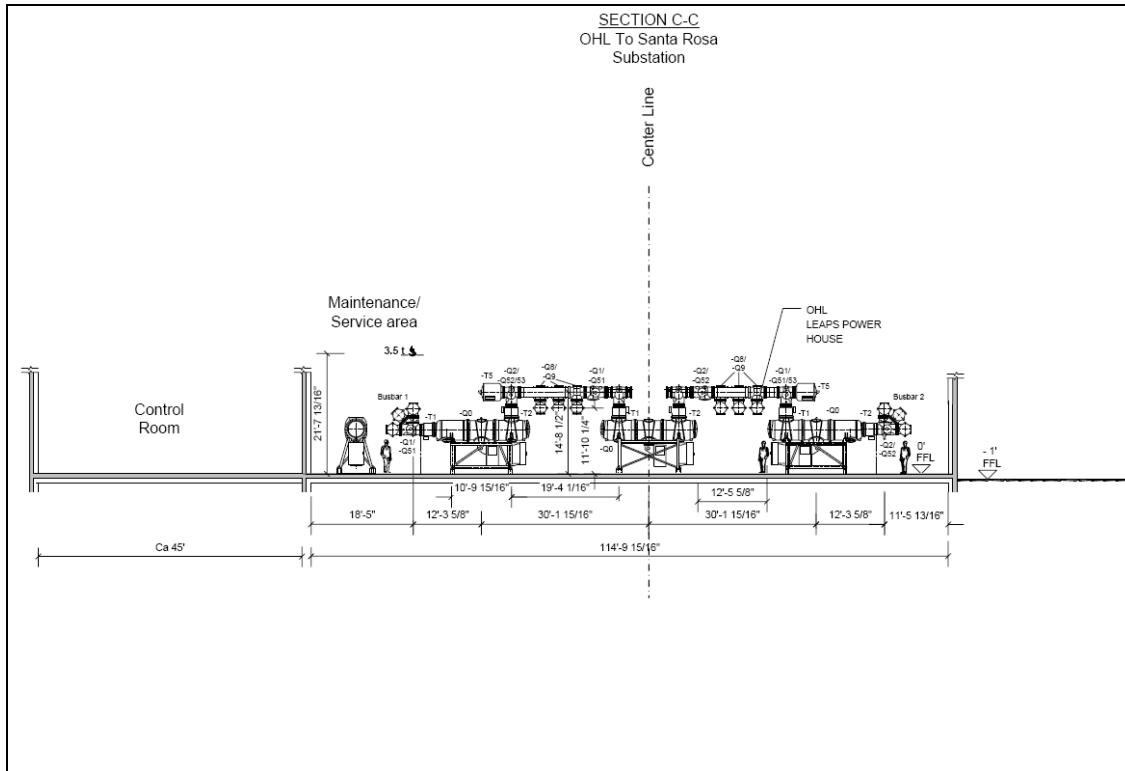 SECTION C-C
OHL To Santa Rosa
Substation
Center Line
Maintenance/
Service area
3.5 t
OHL
LEAPS POWER
HOUSE
-T5
-Q2/
-Q52/53
-Q8/
-Q9
-Q1/
-Q51
-Q2/
-Q52
-Q8/
-Q9
-Q1/
-Q51/53
-T5
Control
Room
21'-7 13/16"
Busbar 1
-T1
-Q0
-T2
-Q1/
-Q51
14'-8 1/2"
11'-10 1/4"
-T1
-T2
-Q0
-T1
-Q0
-T2
Busbar 2
-Q2/
-Q52
0'
FFL
- 1'
FFL
10'-9 15/16"
19'-4 1/16"
12'-5 5/8"
18'-5"
12'-3 5/8"
30'-1 15/16"
30'-1 15/16"
12'-3 5/8"
11'-5 13/16"
Ca 45'
114'-9 15/16"